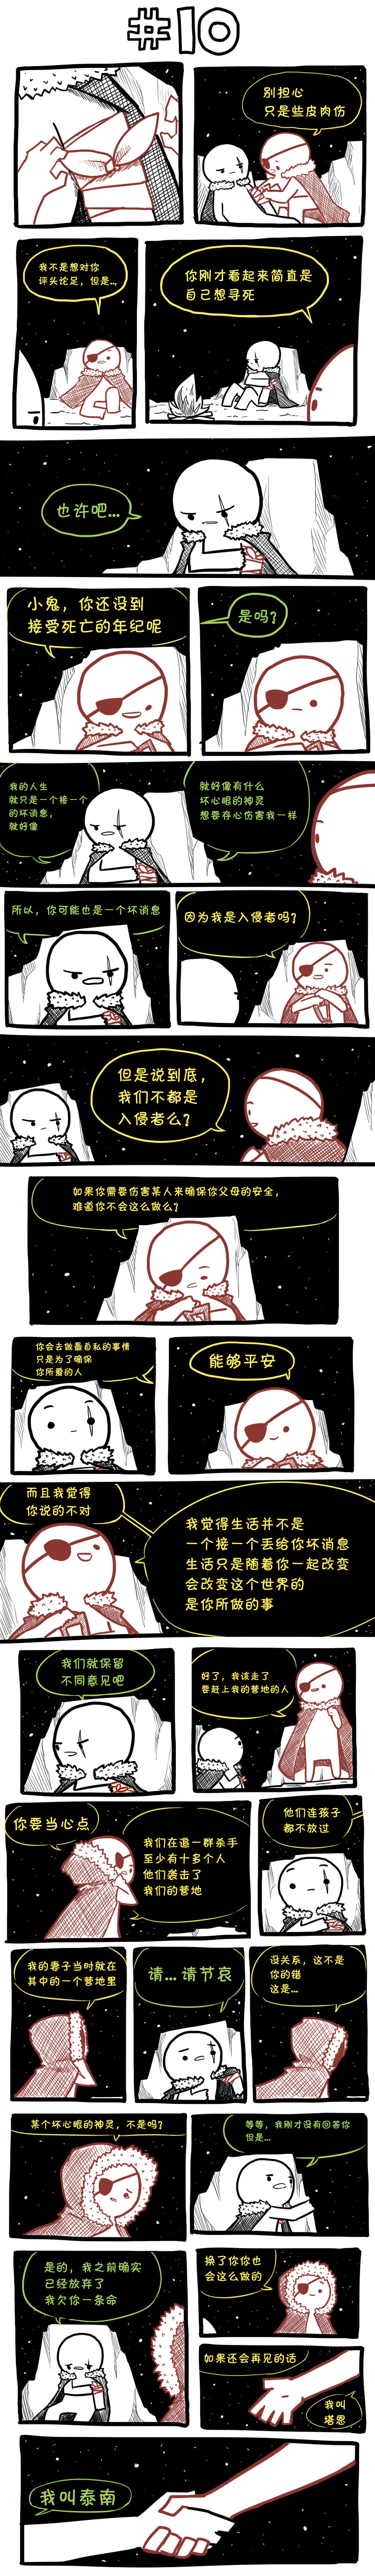 #10
别担心
只是些皮肉伤
我不是想对你
评头论足，但是...
你刚才看起来简直是
自己想寻死
也许吧...
小鬼，你还没到
接受死亡的年纪呢
是吗？
我的人生
就只是一个接一个
的坏消息，
就好像
就好像有什么
坏心眼的神灵
想要存心伤害我一样
所以，你可能也是一个坏消息
因为我是入侵者吗？
但是说到底，
我们不都是
入侵者么？
如果你需要伤害某人来确保你父母的安全，
难道你不会这么做么？
你会去做最自私的事情
只是为了确保
你所爱的人
能够平安
而且我觉得
你说的不对
我觉得生活并不是
一个接一个丢给你坏消息
生活只是随着你一起改变
会改变这个世界的
是你所做的事
我们就保留
不同意见吧
好了，我该走了
要赶上我的营地的人
你要当心点
我们在追一群杀手
至少有十多个人
他们袭击了
我们的营地
他们连孩子
都不放过
我的妻子当时就在
其中的一个营地里
请...请节哀
没关系，这不是
你的错
这是...
某个坏心眼的神灵，不是吗？
等等，我刚才没有回答你
但是...
是的，我之前确实
已经放弃了
我欠你一条命
换了你你也
会这么做的
如果还会再见的话
我叫
塔恩
我叫泰南